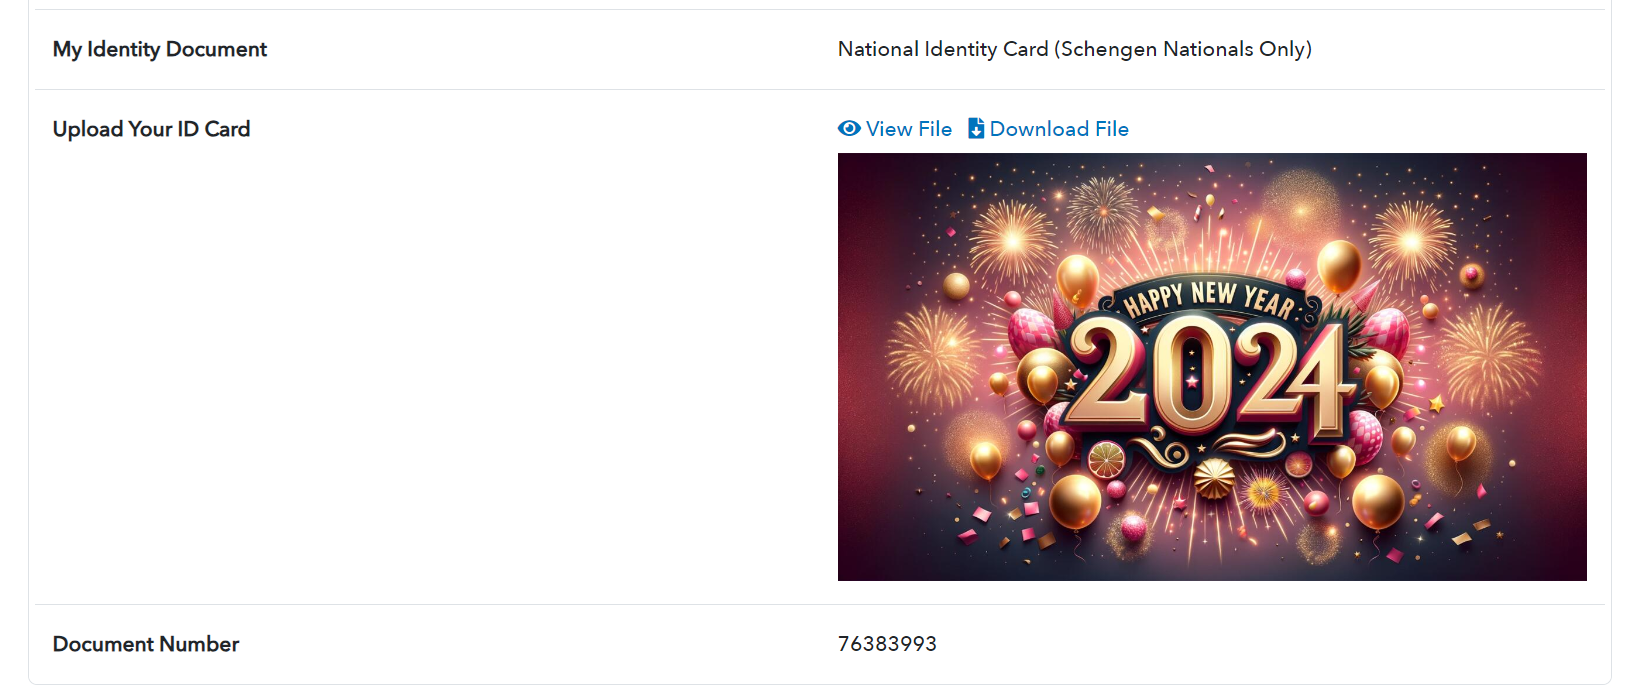 My Identity Document
National Identity Card (Schengen Nationals Only)
Upload Your ID Card
View File
Download File
HAPPY NEW YEAR
2024
Document Number
76383993